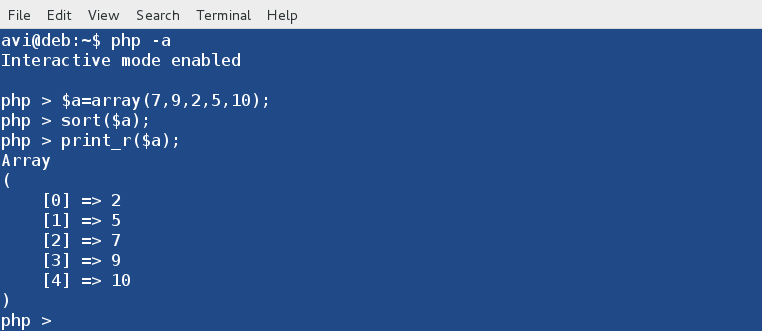 File Edit View Search Terminal Help
avi@deb:~$ php -a
Interactive mode enabled
php > $a=array(7,9,2,5,10);
php > sort($a);
php > print_r($a);
Array
(
    [0] => 2
    [1] => 5
    [2] => 7
    [3] => 9
    [4] => 10
)
php >